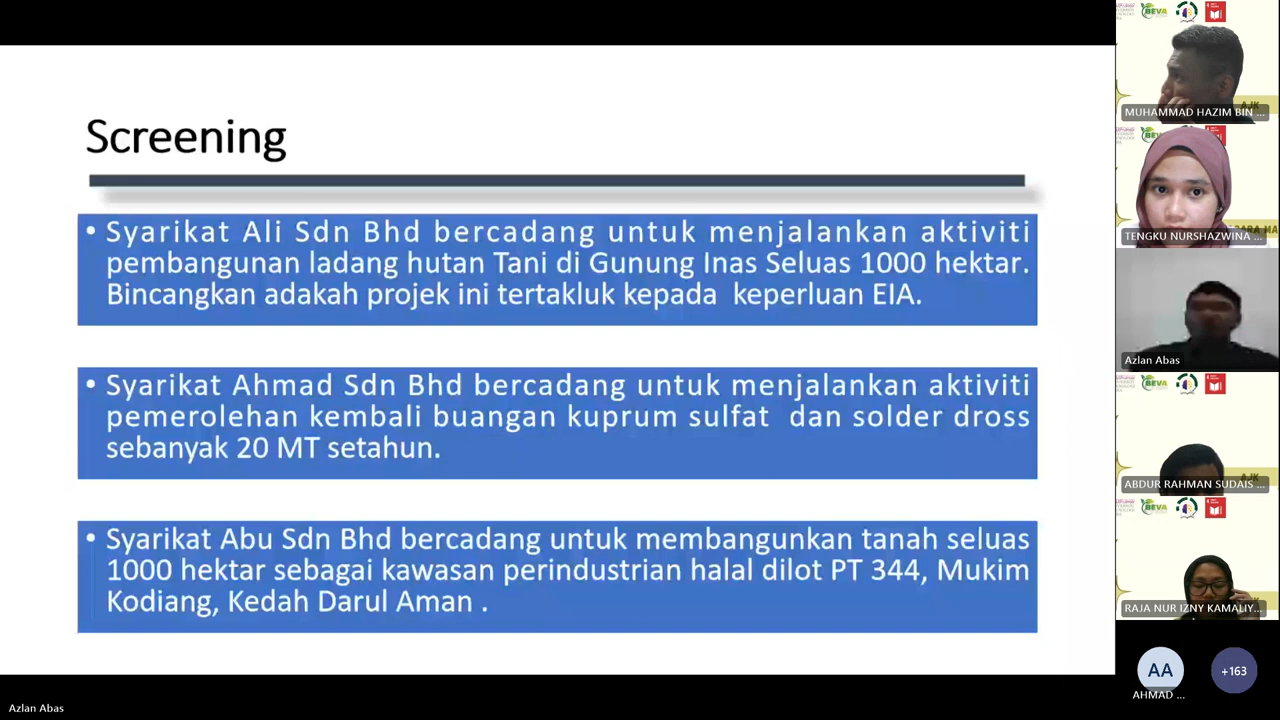 Screening
• Syarikat Ali Sdn Bhd bercadang untuk menjalankan aktiviti
pembangunan ladang hutan Tani di Gunung Inas Seluas 1000 hektar.
Bincangkan adakah projek ini tertakluk kepada keperluan EIA.
• Syarikat Ahmad Sdn Bhd bercadang untuk menjalankan aktiviti
pemerolehan kembali buangan kuprum sulfat dan solder dross
sebanyak 20 MT setahun.
• Syarikat Abu Sdn Bhd bercadang untuk membangunkan tanah seluas
1000 hektar sebagai kawasan perindustrian halal dilot PT 344, Mukim
Kodiang, Kedah Darul Aman .
BEVA
AJK
MUHAMMAD HAZIM BIN ...
TENGKU NURSHAZWINA ...
Azlan Abas
BEVA
ABDUR RAHMAN SUDAIS ...
BEVA
RAJA NUR IZNY KAMALIY...
AA
+163
AHMAD ...
Azlan Abas